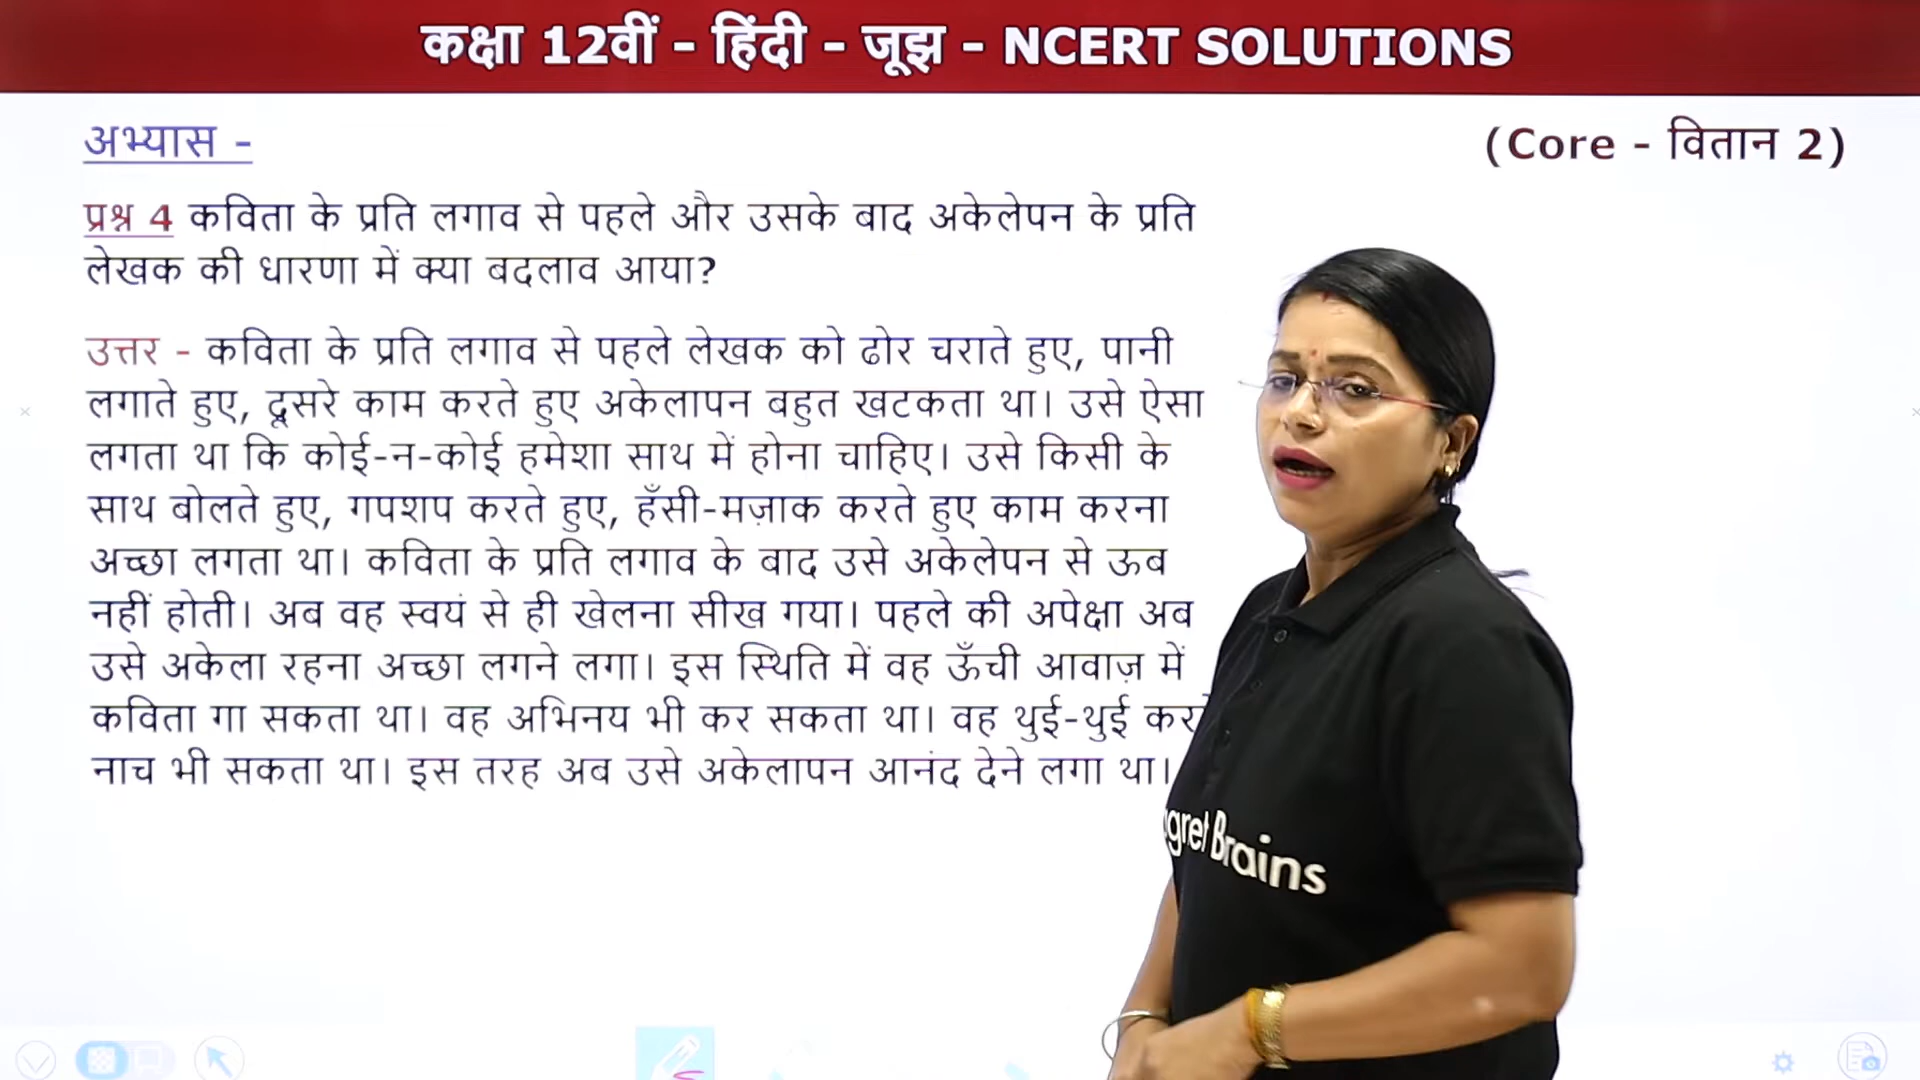 कक्षा 12वीं - हिंदी - जूझ - NCERT SOLUTIONS
अभ्यास -
(Core - वितान 2)
प्रश्न 4 कविता के प्रति लगाव से पहले और उसके बाद अकेलेपन के प्रति
लेखक की धारणा में क्या बदलाव आया?
उत्तर - कविता के प्रति लगाव से पहले लेखक को ढोर चराते हुए, पानी
लगाते हुए, दूसरे काम करते हुए अकेलापन बहुत खटकता था। उसे ऐसा
लगता था कि कोई-न-कोई हमेशा साथ में होना चाहिए। उसे किसी के
साथ बोलते हुए, गपशप करते हुए, हँसी-मज़ाक करते हुए काम करना
अच्छा लगता था। कविता के प्रति लगाव के बाद उसे अकेलेपन से ऊब
नहीं होती। अब वह स्वयं से ही खेलना सीख गया। पहले की अपेक्षा अब
उसे अकेला रहना अच्छा लगने लगा। इस स्थिति में वह ऊँची आवाज़ में
कविता गा सकता था। वह अभिनय भी कर सकता था। वह थुई-थुई
नाच भी सकता था। इस तरह अब उसे अकेलापन आनंद देने लगा था।
Brains